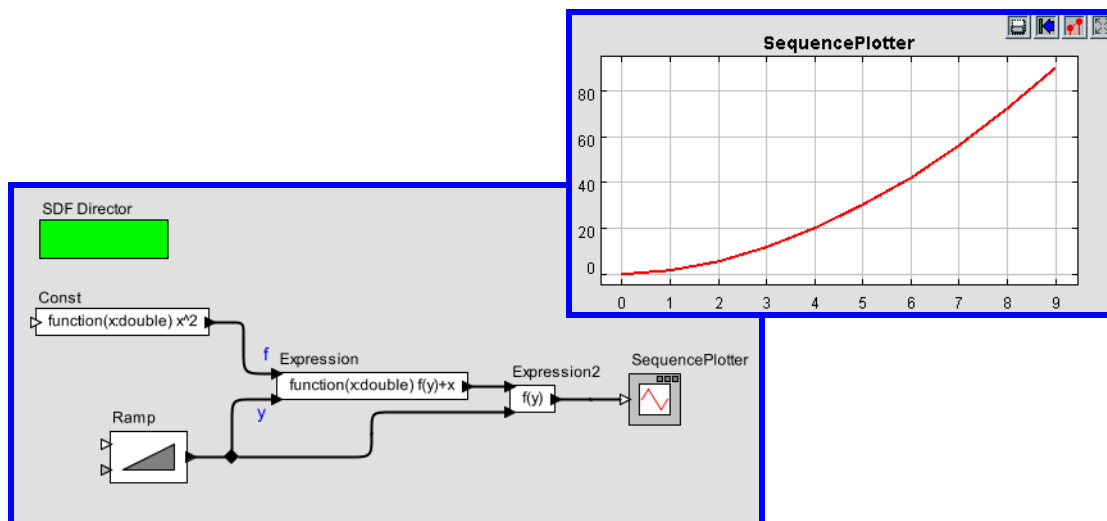 SequencePlotter
80
60
40
20
0
0 1 2 3 4 5 6 7 8 9
SDF Director
Const
function(x:double) x^2
f
Expression
function(x:double) f(y)+x
y
Ramp
Expression2
f(y)
SequencePlotter